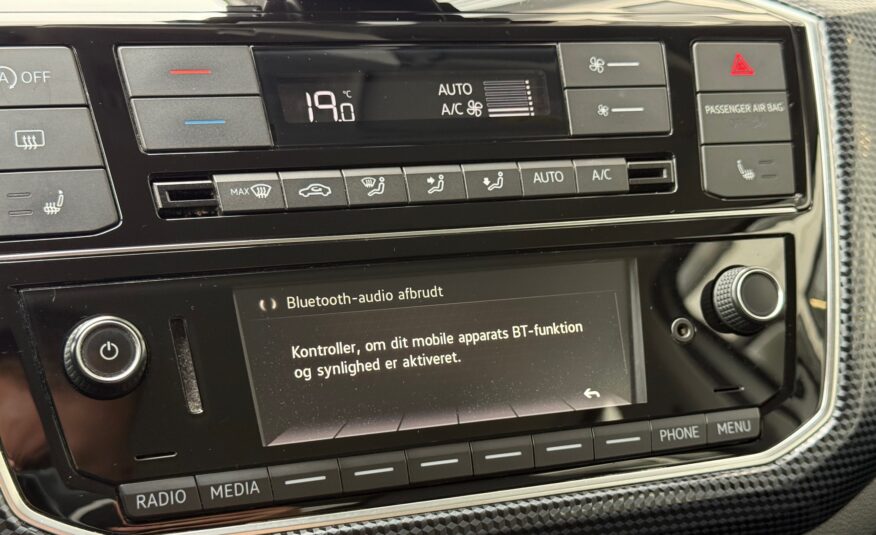 (A) OFF
19.0 °C
AUTO
A/C
PASSENGER AIR BAG
MAX
AUTO
A/C
Bluetooth-audio afbrudt
Kontroller, om dit mobile apparats BT-funktion
og synlighed er aktiveret.
RADIO
MEDIA
PHONE
MENU